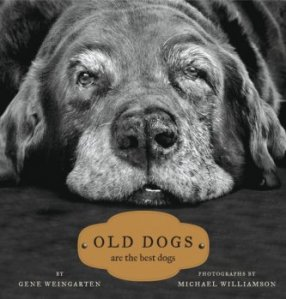 OLD DOGS
are the best dogs
BY
GENE WEINGARTEN
PHOTOGRAPHS BY
MICHAEL WILLIAMSON